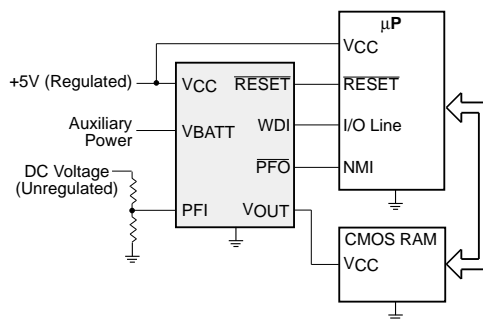 μP
VCC
+5V (Regulated)
VCC
RESET
RESET
Auxiliary
Power
VBATT
WDI
I/O Line
DC Voltage
(Unregulated)
PFO
NMI
PFI
VOUT
CMOS RAM
VCC